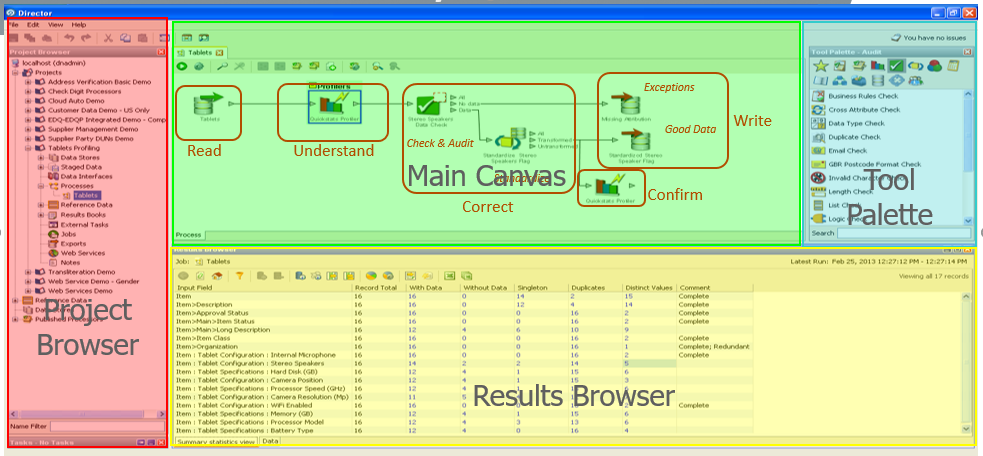 Director
File Edit View Help
Project Browser
localhost (dnadmin)
Projects
Address Verification Basic Demo
Check Digit Processors
Cloud Auto Demo
Customer Data Demo - US Only
EDQ-EDQP Integrated Demo - Comp
Supplier Management Demo
Supplier Party DUNs Demo
Tablets Profiling
Data Stores
Staged Data
Data Interfaces
Processes
Tablets
Reference Data
Results Books
External Tasks
Jobs
Exports
Web Services
Notes
Transliteration Demo
Web Service Demo - Gender
Web Services Demo
Reference Data
Published Processors
Project
Browser
Name Filter
Tasks - No Tasks
Tablets
Profilers
Tablets
Quickstats Profiler
Read
Understand
All
No data
Data
Stereo Speakers
Data Check
Check & Audit
All
Transformed
Untransformed
Standardize Stereo
Speakers Flag
Standardize
Main Canvas
Correct
Exceptions
Missing Attribution
Good Data
Standardized Stereo
Speaker Flag
Write
Quickstats Profiler
Confirm
Process
You have no issues
Tool Palette - Audit
Business Rules Check
Cross Attribute Check
Data Type Check
Duplicate Check
Email Check
GBR Postcode Format Check
Invalid Character Check
Length Check
List Check
Logic Check
Tool
Palette
Search
Results Browser
Job: Tablets
Latest Run: Feb 25, 2013 12:27:12 PM - 12:27:14 PM
Viewing all 17 records
Input Field Record Total With Data Without Data Singleton Duplicates Distinct Values Comment
Item 16 16 0 14 2 15 Complete
Item>Description 16 16 0 12 4 14 Complete
Item>Approval Status 16 16 0 0 16 2 Complete
Item>Main>Item Status 16 16 0 0 16 2 Complete
Item>Main>Long Description 16 12 4 6 10 9
Item>Item Class 16 16 0 0 16 2 Complete
Item>Organization 16 16 0 0 16 1 Complete; Redundant
Item : Tablet Configuration : Internal Microphone 16 16 0 0 16 2 Complete
Item : Tablet Configuration : Stereo Speakers 16 14 2 2 14 5
Item : Tablet Specifications : Hard Disk (GB) 16 12 4 1 15 6
Item : Tablet Configuration : Camera Position 16 12 4 1 15 3
Item : Tablet Specifications : Processor Speed (GHz) 16 12 4
Item : Tablet Configuration : Camera Resolution (Mp) 16 11 5
Item : Tablet Configuration : WiFi Enabled 16 16 0 Complete
Item : Tablet Specifications : Memory (GB) 16 12 4 1 15 6
Item : Tablet Specifications : Processor Model 16 12 4 3 13 6
Item : Tablet Configuration : Battery Type 16 12 4 0 16 4
Results Browser
Summary statistics view Data